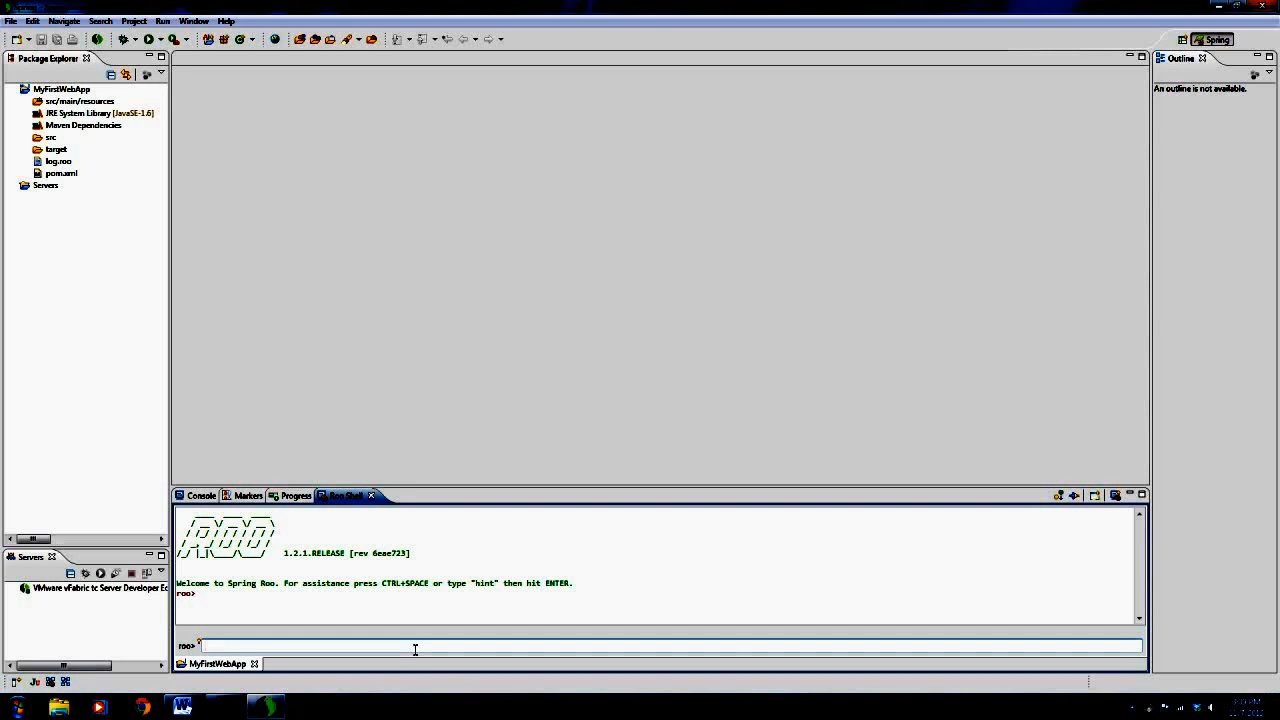 File Edit Navigate Search Project Run Window Help
Spring
Package Explorer
MyFirstWebApp
src/main/resources
JRE System Library [JavaSE-1.6]
Maven Dependencies
src
target
log.roo
pom.xml
Servers
Outline
An outline is not available.
Console Markers Progress Roo Shell
1.2.1.RELEASE [rev 6eae723]
Welcome to Spring Roo. For assistance press CTRL+SPACE or type "hint" then hit ENTER.
roo>
roo>
MyFirstWebApp
Servers
VMware vFabric tc Server Developer Ec